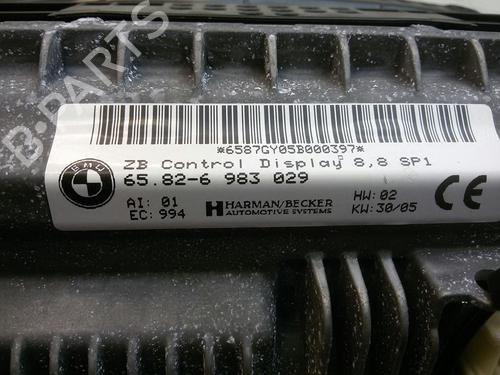 B-PARTS
*6587GY05B000397*
BMW
ZB Control Display 8,8 SP1
65.82-6 983 029
AI: 01
EC: 994
HARMAN/BECKER
AUTOMOTIVE SYSTEMS
HW: 02
KW: 30/05
CE